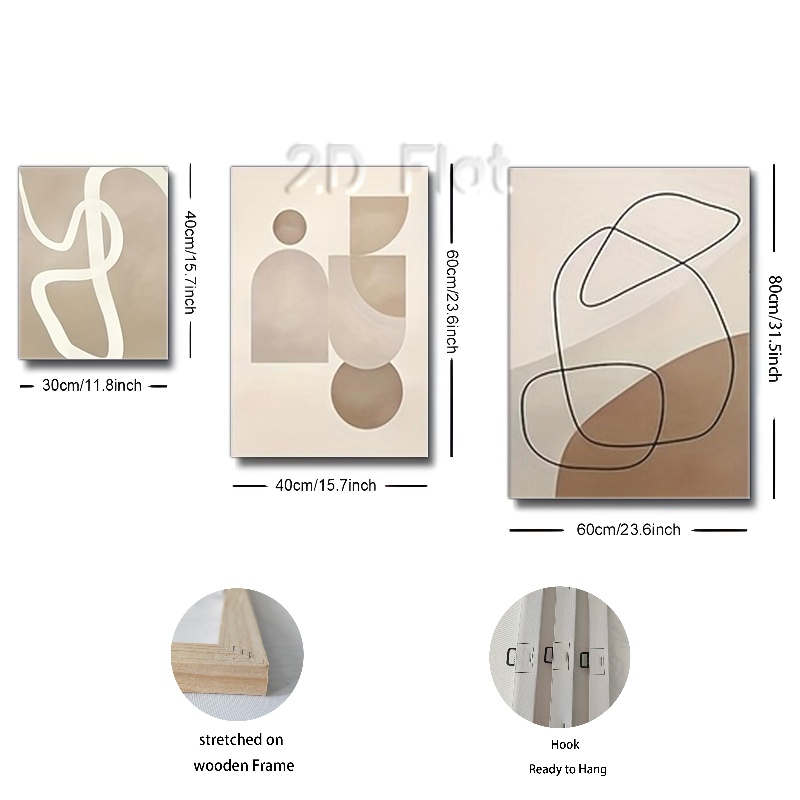 2D Flat
40cm/15.7inch
30cm/11.8inch
60cm/23.6inch
40cm/15.7inch
80cm/31.5inch
60cm/23.6inch
stretched on
wooden Frame
Hook
Ready to Hang